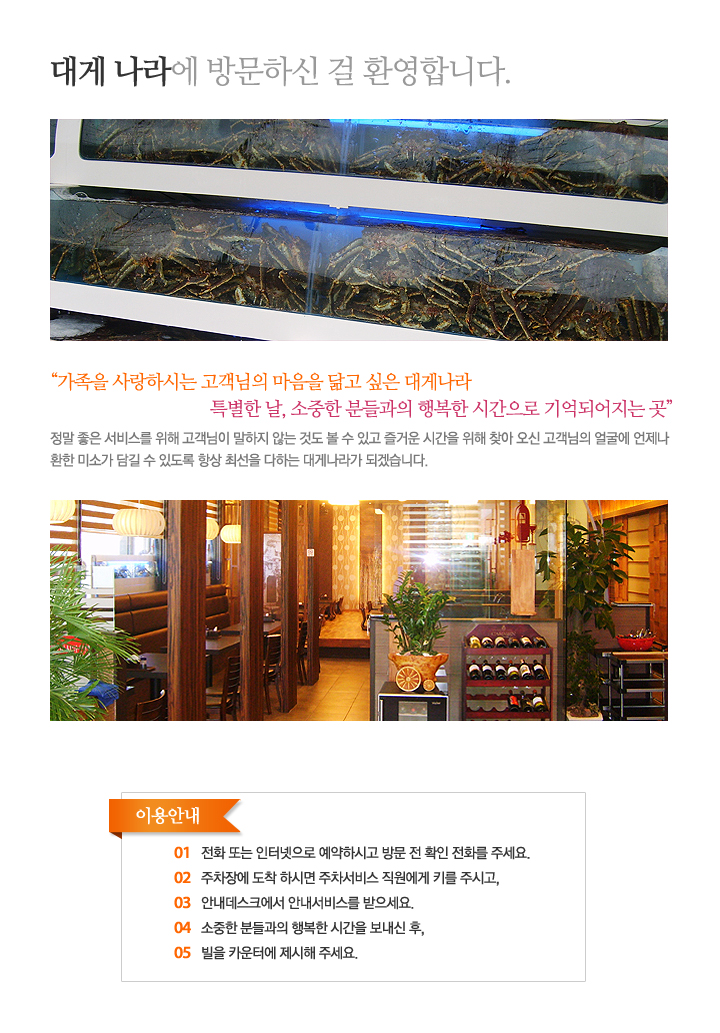 대게 나라에 방문하신 걸 환영합니다.
“가족을 사랑하시는 고객님의 마음을 닮고 싶은 대게나라
특별한 날, 소중한 분들과의 행복한 시간으로 기억되어지는 곳”
정말 좋은 서비스를 위해 고객님이 말하지 않는 것도 볼 수 있고 즐거운 시간을 위해 찾아 오신 고객님의 얼굴에 언제나
환한 미소가 담길 수 있도록 항상 최선을 다하는 대게나라가 되겠습니다.
이용안내
01 전화 또는 인터넷으로 예약하시고 방문 전 확인 전화를 주세요.
02 주차장에 도착 하시면 주차서비스 직원에게 키를 주시고,
03 안내데스크에서 안내서비스를 받으세요.
04 소중한 분들과의 행복한 시간을 보내신 후,
05 빌을 카운터에 제시해 주세요.